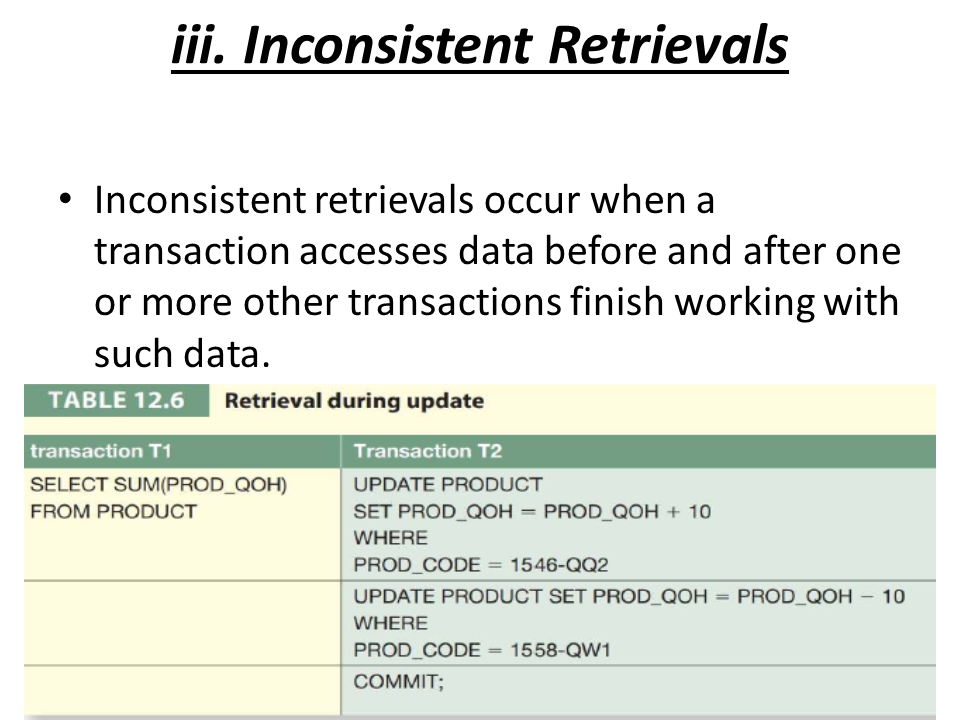 iii. Inconsistent Retrievals
• Inconsistent retrievals occur when a
transaction accesses data before and after one
or more other transactions finish working with
such data.
TABLE 12.6 Retrieval during update
transaction T1 Transaction T2
SELECT SUM(PROD_QOH)
FROM PRODUCT
UPDATE PRODUCT
SET PROD_QOH = PROD_QOH + 10
WHERE
PROD_CODE = 1546-QQ2
UPDATE PRODUCT SET PROD_QOH = PROD_QOH − 10
WHERE
PROD_CODE = 1558-QW1
COMMIT;